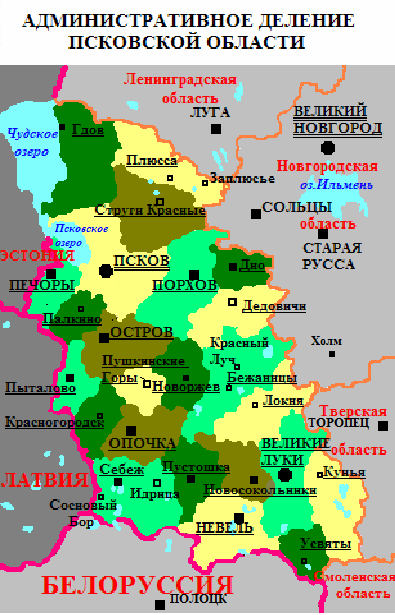 АДМИНИСТРАТИВНОЕ ДЕЛЕНИЕ
ПСКОВСКОЙ ОБЛАСТИ
Ленинградская
область
ЛУГА
ВЕЛИКИЙ
НОВГОРОД
Чудское
озеро
Гдов
Плюсса
Заплюсье
Новгородская
оз.Ильмень
область
Струги Красные
СОЛЬЦЫ
Псковское
озеро
СТАРАЯ
РУССА
ЭСТОНИЯ
ПСКОВ
Дно
ПЕЧОРЫ
ПОРХОВ
Палкино
Дедовичи
ОСТРОВ
Красный
Луч
Холм
Пушкинские
Горы
Новоржев
Бежаницы
Пыталово
Локня
Тверская
область
ТОРОПЕЦ
Красногородск
ОПОЧКА
ВЕЛИКИЕ
ЛУКИ
ЛАТВИЯ
Себеж
Идрица
Пустошка
Новосокольники
Кунья
Сосновый
Бор
НЕВЕЛЬ
Усвяты
Смоленская
область
БЕЛОРУССИЯ
ПОЛОЦК